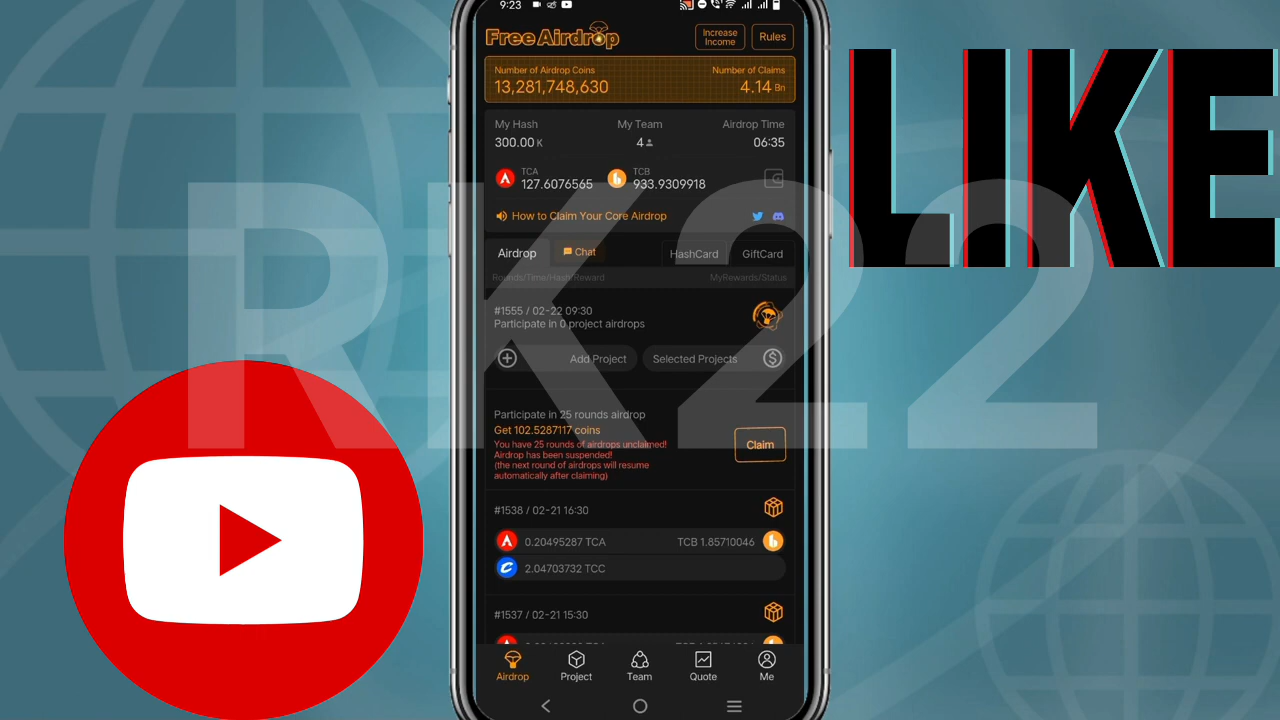 9:23
Free Airdrop
Increase
Income
Rules
Number of Airdrop Coins
Number of Claims
13,281,748,630
4.14 Bn
My Hash
My Team
Airdrop Time
300.00 K
4
06:35
TCA
127.6076565
TCB
933.9309918
How to Claim Your Core Airdrop
Airdrop
Chat
HashCard
GiftCard
Rounds/Time/Hash/Reward
MyRewards/Status
#1555 / 02-22 09:30
Participate in 0 project airdrops
Add Project
Selected Projects
Participate in 25 rounds airdrop
Get 102.5287117 coins
You have 25 rounds of airdrops unclaimed!
Airdrop has been suspended!
(the next round of airdrops will resume
automatically after claiming)
Claim
#1538 / 02-21 16:30
0.20495287 TCA
TCB 1.85710046
2.04703732 TCC
#1537 / 02-21 15:30
Airdrop
Project
Team
Quote
Me
LIKE
RK22